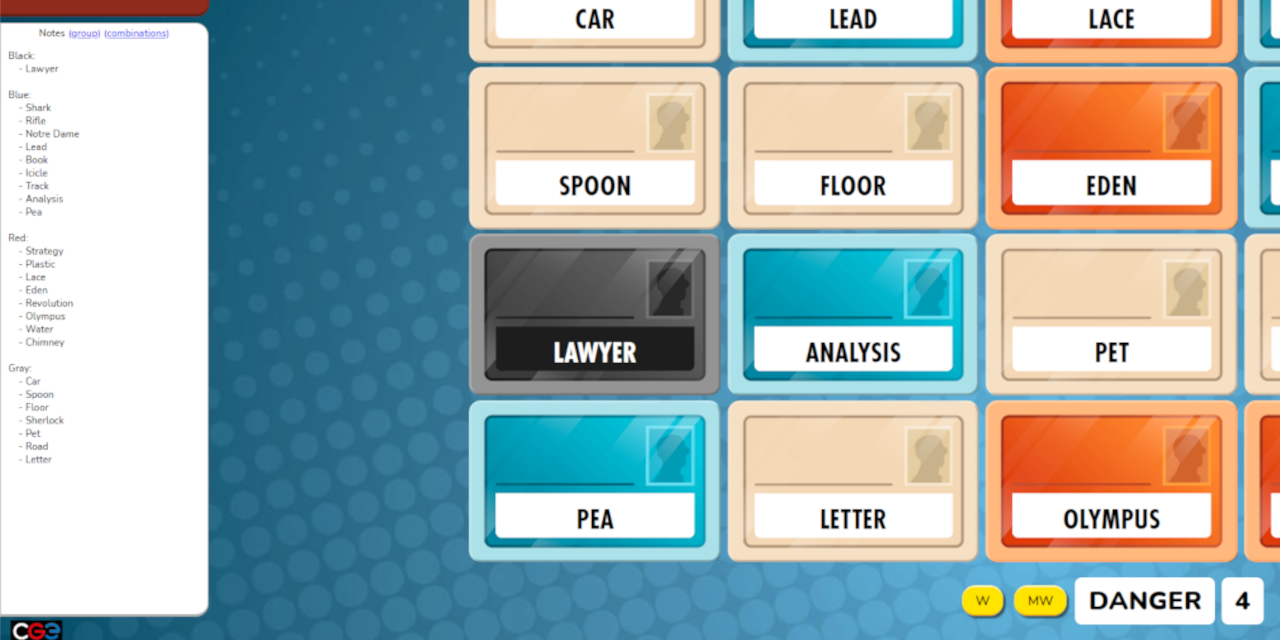 Notes (group) (combinations)
Black:
- Lawyer
Blue:
- Shark
- Rifle
- Notre Dame
- Lead
- Book
- Icicle
- Track
- Analysis
- Pea
Red:
- Strategy
- Plastic
- Lace
- Eden
- Revolution
- Olympus
- Water
- Chimney
Gray:
- Car
- Spoon
- Floor
- Sherlock
- Pet
- Road
- Letter
CAR
LEAD
LACE
SPOON
FLOOR
EDEN
LAWYER
ANALYSIS
PET
PEA
LETTER
OLYMPUS
W
MW
DANGER
4
CGE